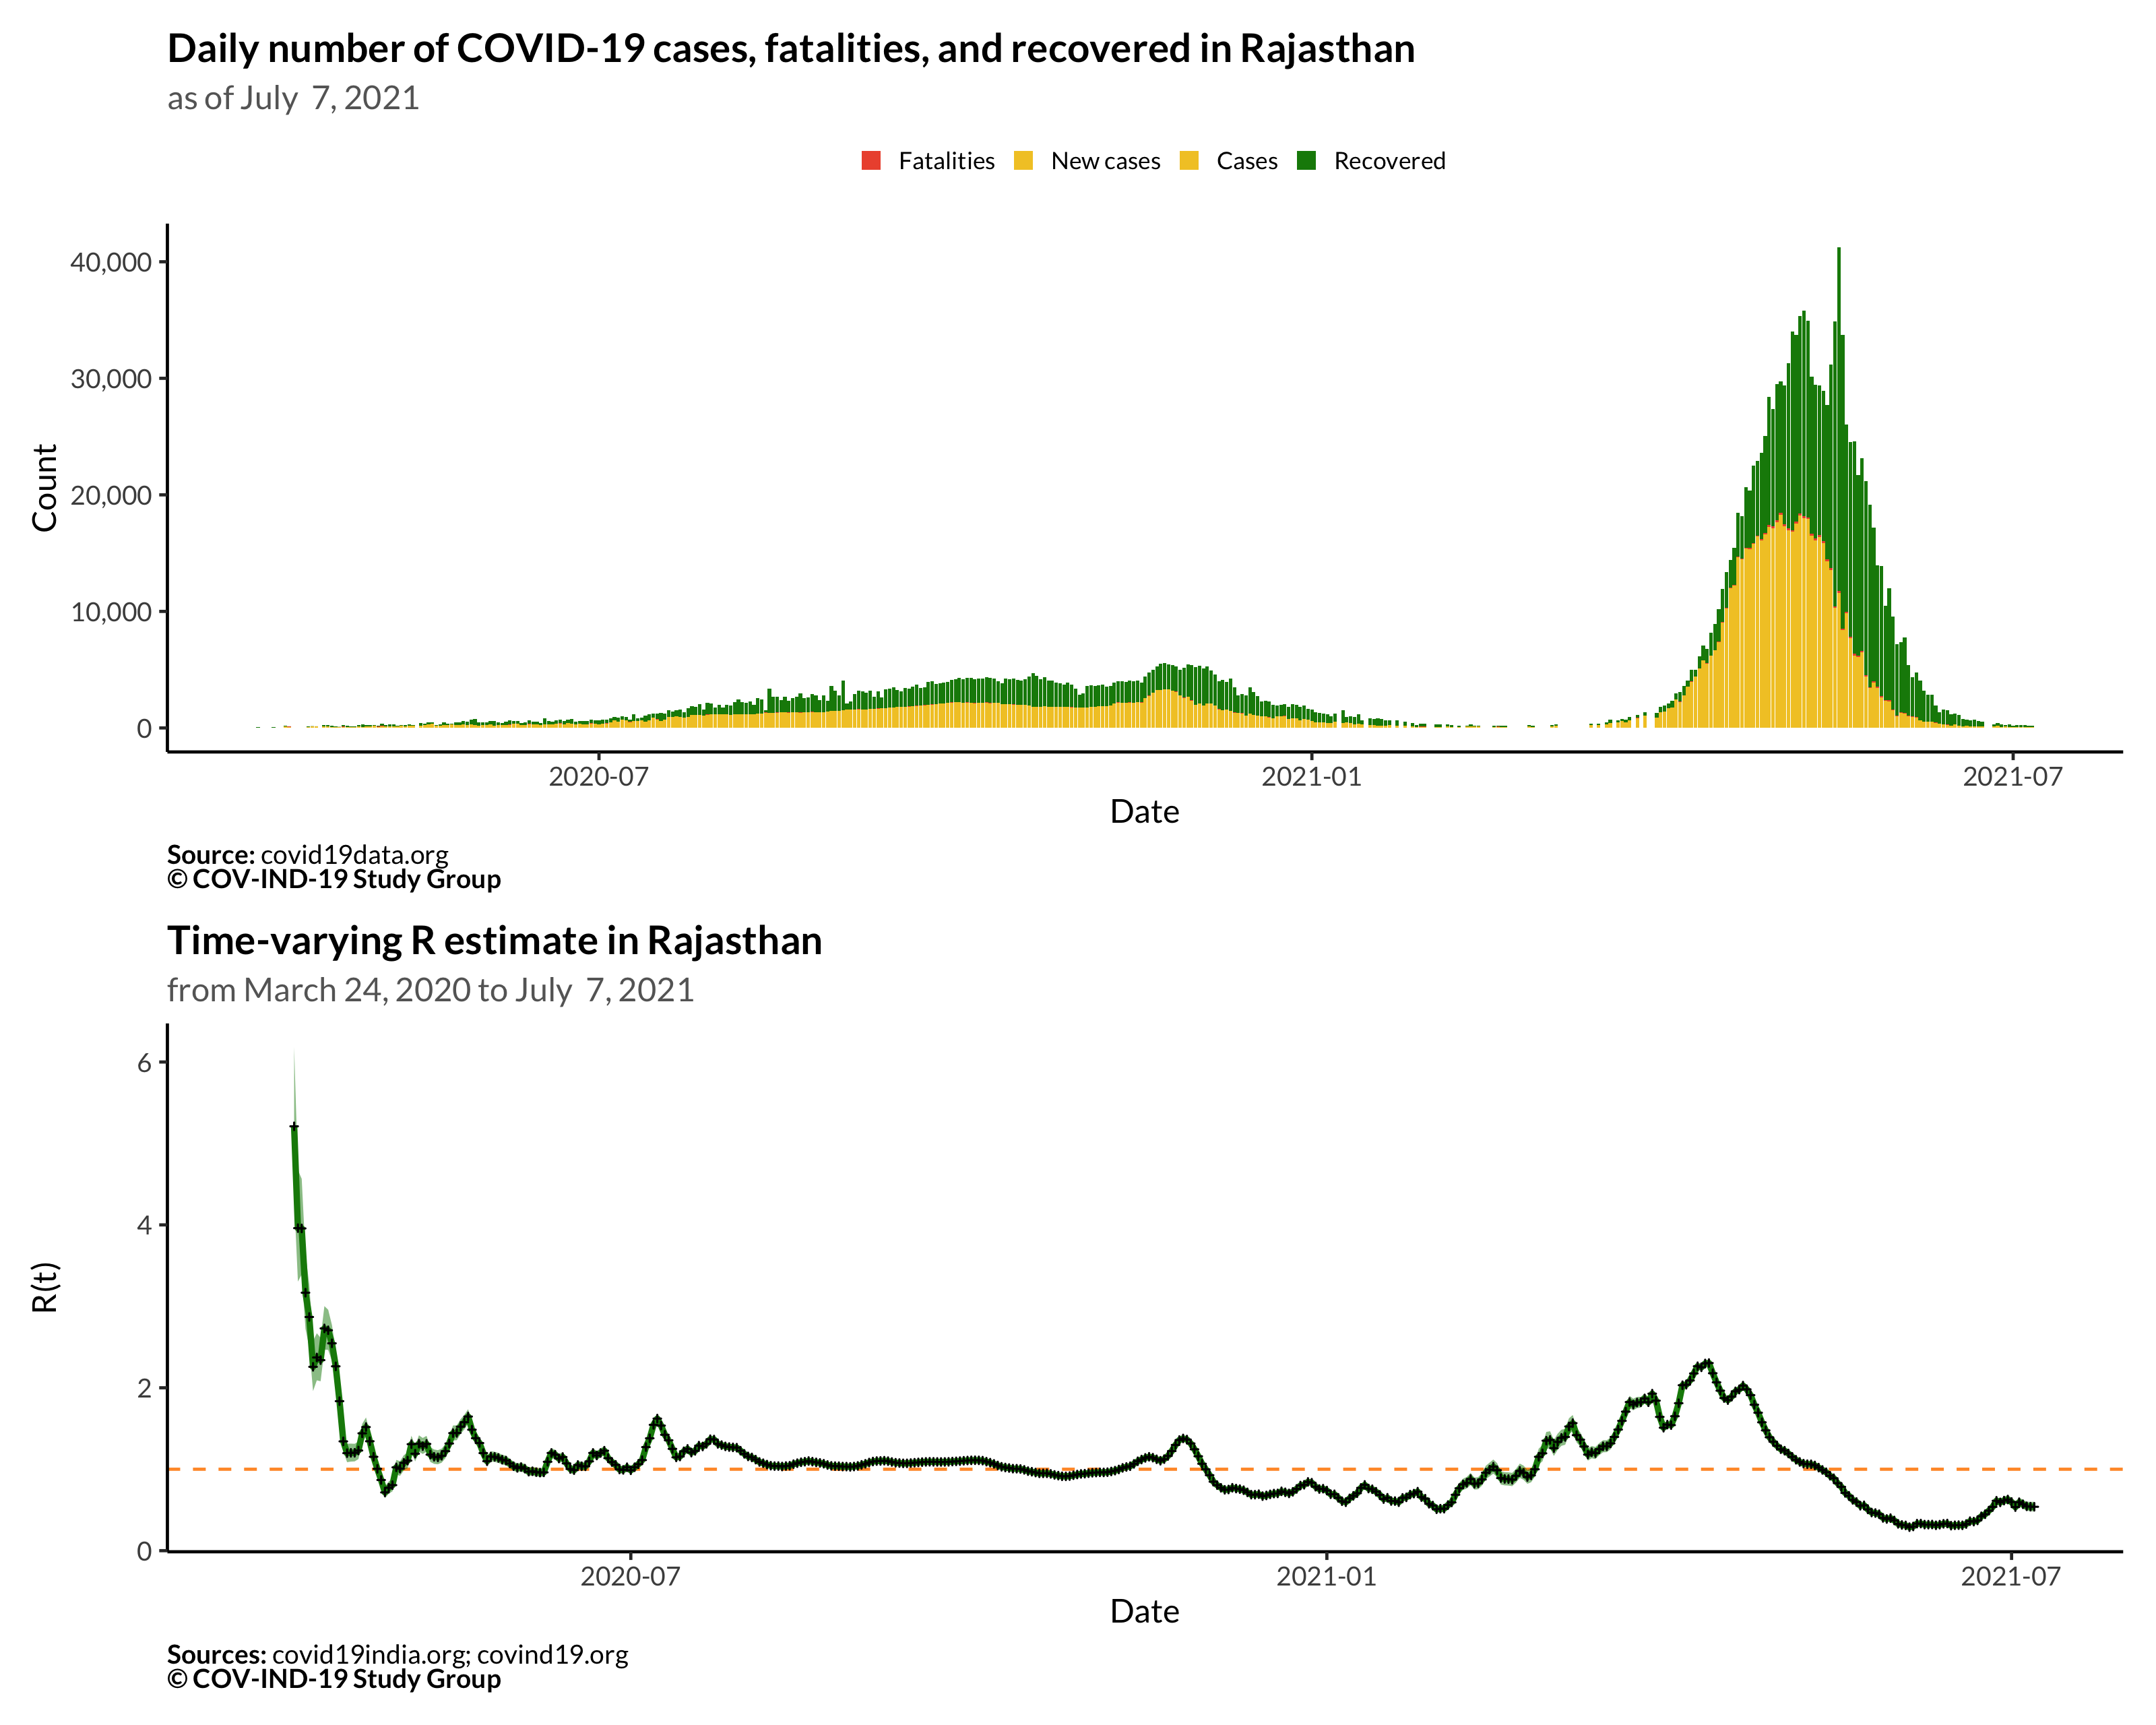 Daily number of COVID-19 cases, fatalities, and recovered in Rajasthan
as of July  7, 2021
Fatalities New cases Cases Recovered
40,000
30,000
20,000
10,000
0
Count
2020-07 2021-01 2021-07
Date
Source: covid19data.org
© COV-IND-19 Study Group
Time-varying R estimate in Rajasthan
from March 24, 2020 to July  7, 2021
6
4
2
0
R(t)
2020-07 2021-01 2021-07
Date
Sources: covid19india.org; covind19.org
© COV-IND-19 Study Group